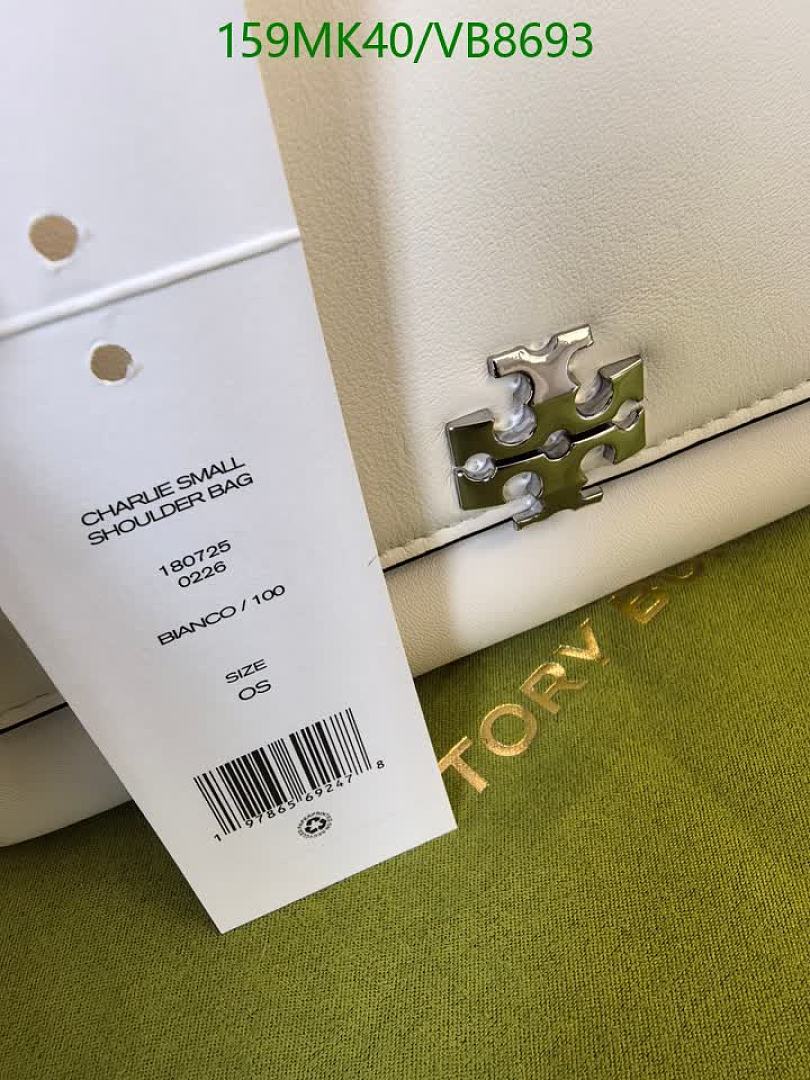 159MK40/VB8693
CHARLIE SMALL
SHOULDER BAG
180725
0226
BIANCO / 100
SIZE
OS
1 97865 69247 8
TORY